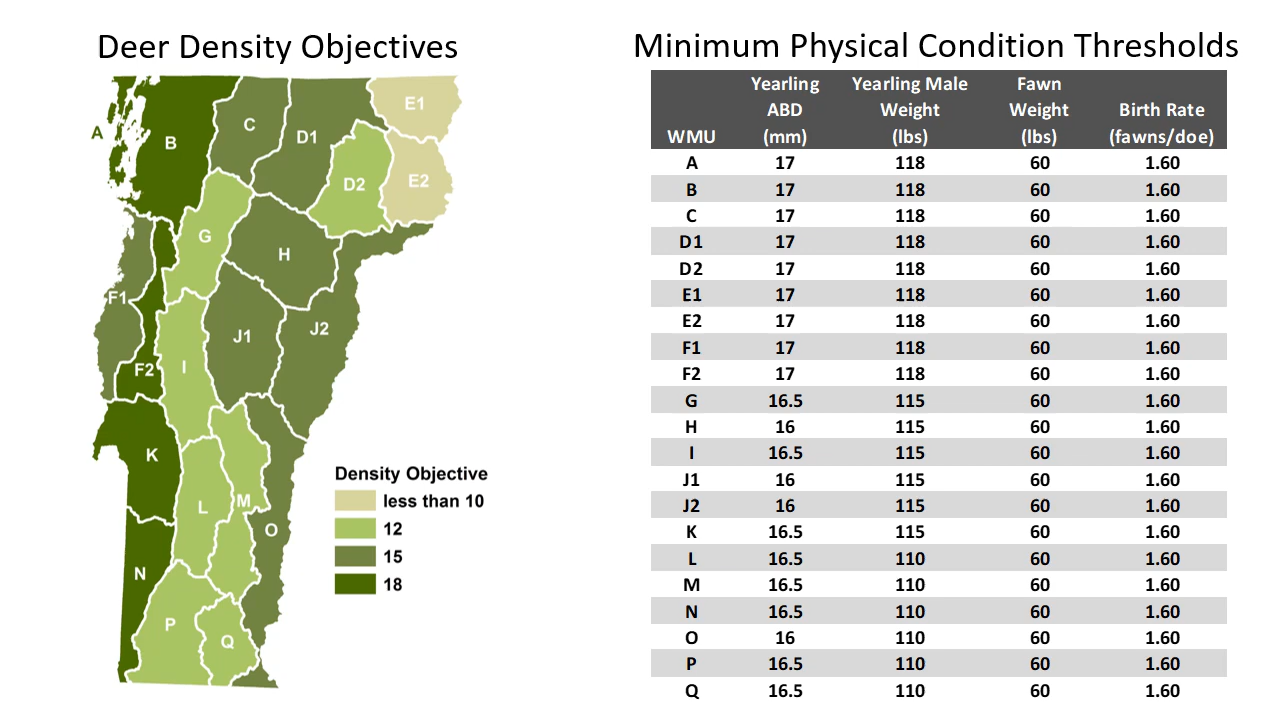 Deer Density Objectives
E1
C
D1
A
B
D2
E2
G
H
F1
J2
J1
I
F2
K
L
M
O
N
P
Q
Density Objective
less than 10
12
15
18
Minimum Physical Condition Thresholds
WMU Yearling ABD (mm) Yearling Male Weight (lbs) Fawn Weight (lbs) Birth Rate (fawns/doe)
A 17 118 60 1.60
B 17 118 60 1.60
C 17 118 60 1.60
D1 17 118 60 1.60
D2 17 118 60 1.60
E1 17 118 60 1.60
E2 17 118 60 1.60
F1 17 118 60 1.60
F2 17 118 60 1.60
G 16.5 115 60 1.60
H 16 115 60 1.60
I 16.5 115 60 1.60
J1 16 115 60 1.60
J2 16 115 60 1.60
K 16.5 115 60 1.60
L 16.5 110 60 1.60
M 16.5 110 60 1.60
N 16.5 110 60 1.60
O 16 110 60 1.60
P 16.5 110 60 1.60
Q 16.5 110 60 1.60